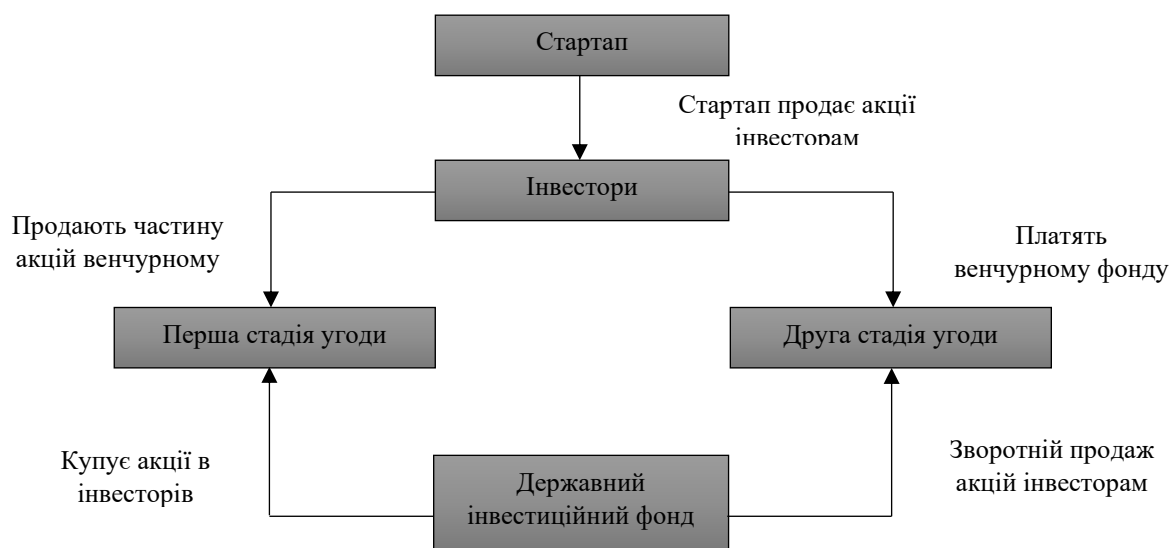 Стартап
Стартап продає акції
інвесторам
Інвестори
Продають частину
акцій венчурному
Платять
венчурному фонду
Перша стадія угоди
Друга стадія угоди
Купує акції в
інвесторів
Державний
інвестиційний фонд
Зворотній продаж
акцій інвесторам